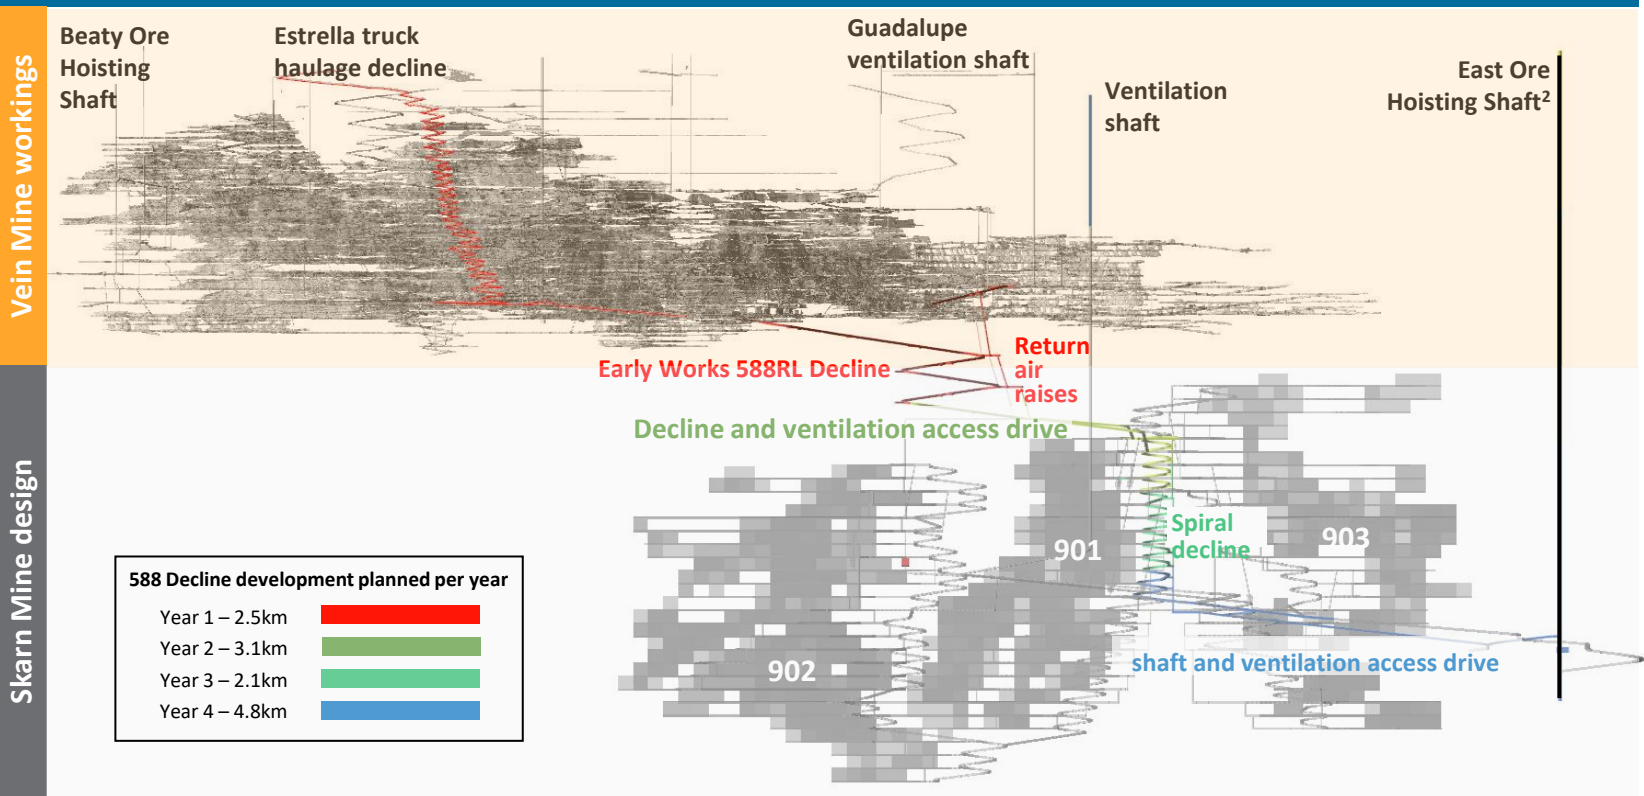 Vein Mine workings
Skarn Mine design
Beaty Ore
Hoisting
Shaft
Estrella truck
haulage decline
Guadalupe
ventilation shaft
Ventilation
shaft
East Ore
Hoisting Shaft²
Early Works 588RL Decline
Return
air
raises
Decline and ventilation access drive
Spiral
decline
901
902
903
shaft and ventilation access drive
588 Decline development planned per year
Year 1 – 2.5km
Year 2 – 3.1km
Year 3 – 2.1km
Year 4 – 4.8km